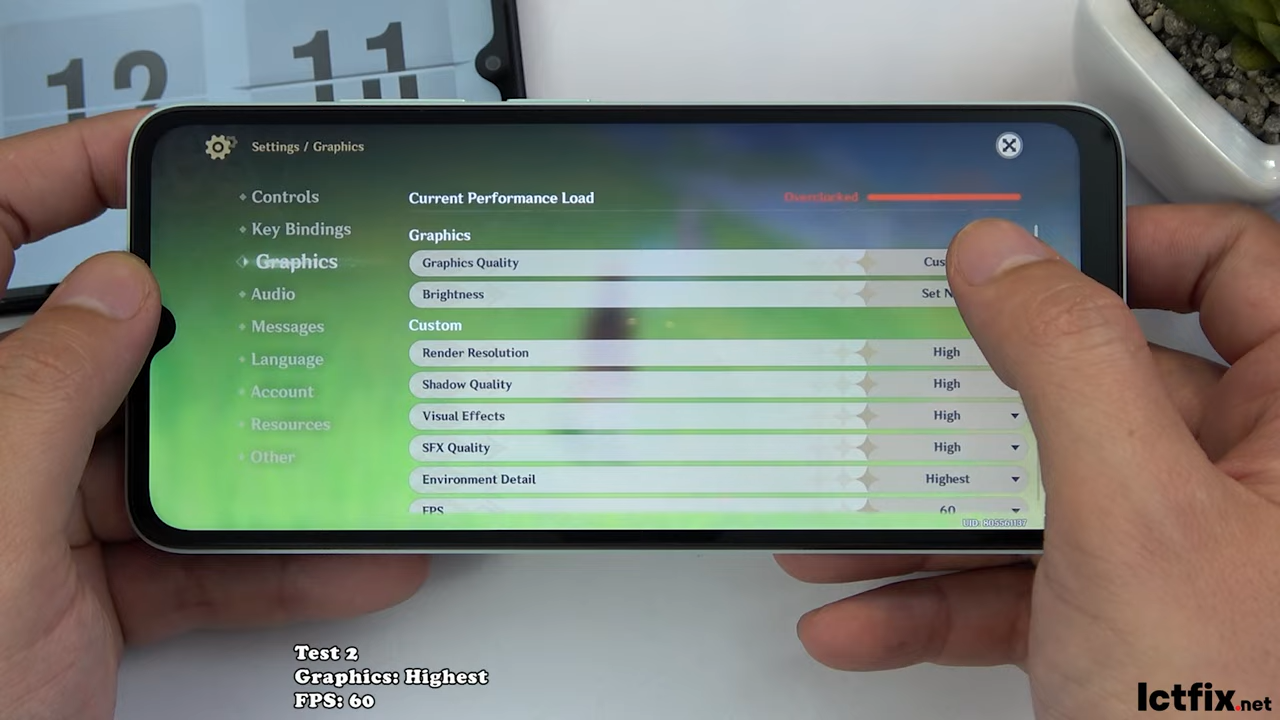 12 11
Settings / Graphics
Controls
Key Bindings
Graphics
Audio
Messages
Language
Account
Resources
Other
Current Performance Load Overclocked
Graphics
Graphics Quality
Brightness
Custom
Render Resolution High
Shadow Quality High
Visual Effects High
SFX Quality High
Environment Detail Highest
FPS 60
Test 2
Graphics: Highest
FPS: 60
Ictfix.net